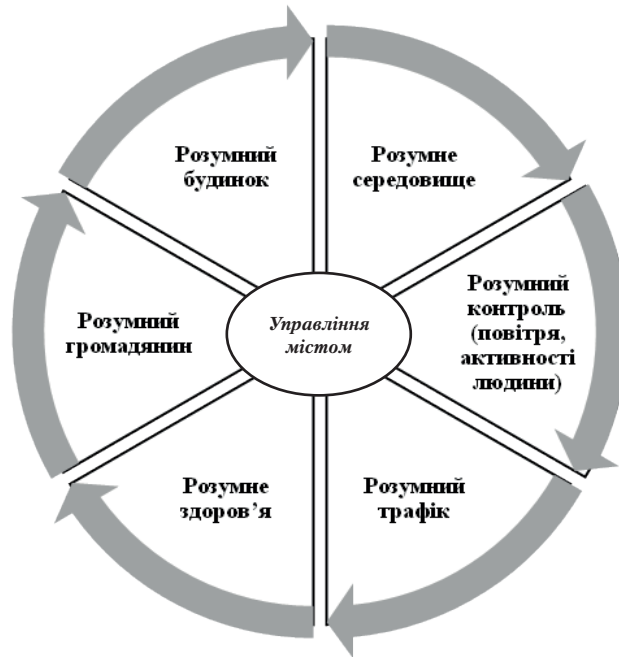 Розумний
будинок
Розумне
середовище
Розумний
контроль
(повітря,
активності
людини)
Розумний
трафік
Розумне
здоров’я
Розумний
громадянин
Управління
містом